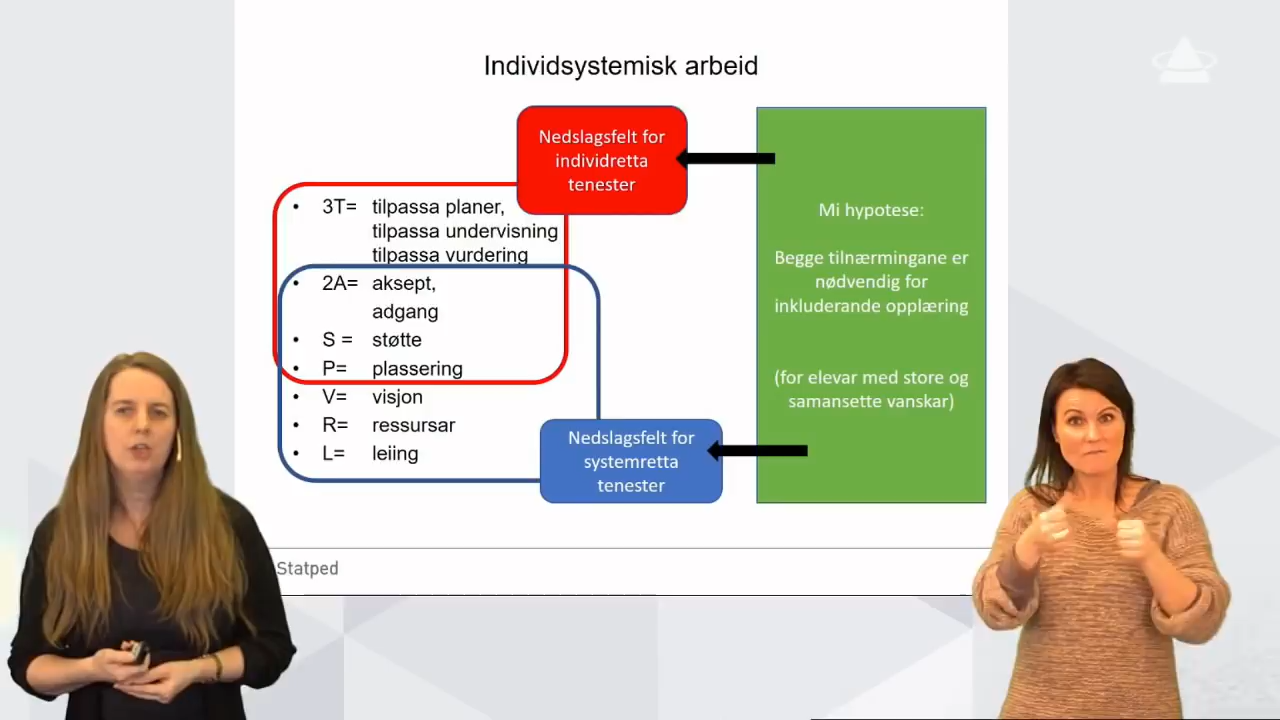 Individsystemisk arbeid
Nedslagsfelt for
individretta
tenester
• 3T= tilpassa planer,
tilpassa undervisning
tilpassa vurdering
• 2A= aksept,
adgang
• S = støtte
• P= plassering
• V= visjon
• R= ressursar
• L= leiing
Nedslagsfelt for
systemretta
tenester
Mi hypotese:
Begge tilnærmingane er
nødvendig for
inkluderande opplæring
(for elevar med store og
samansette vanskar)
Statped